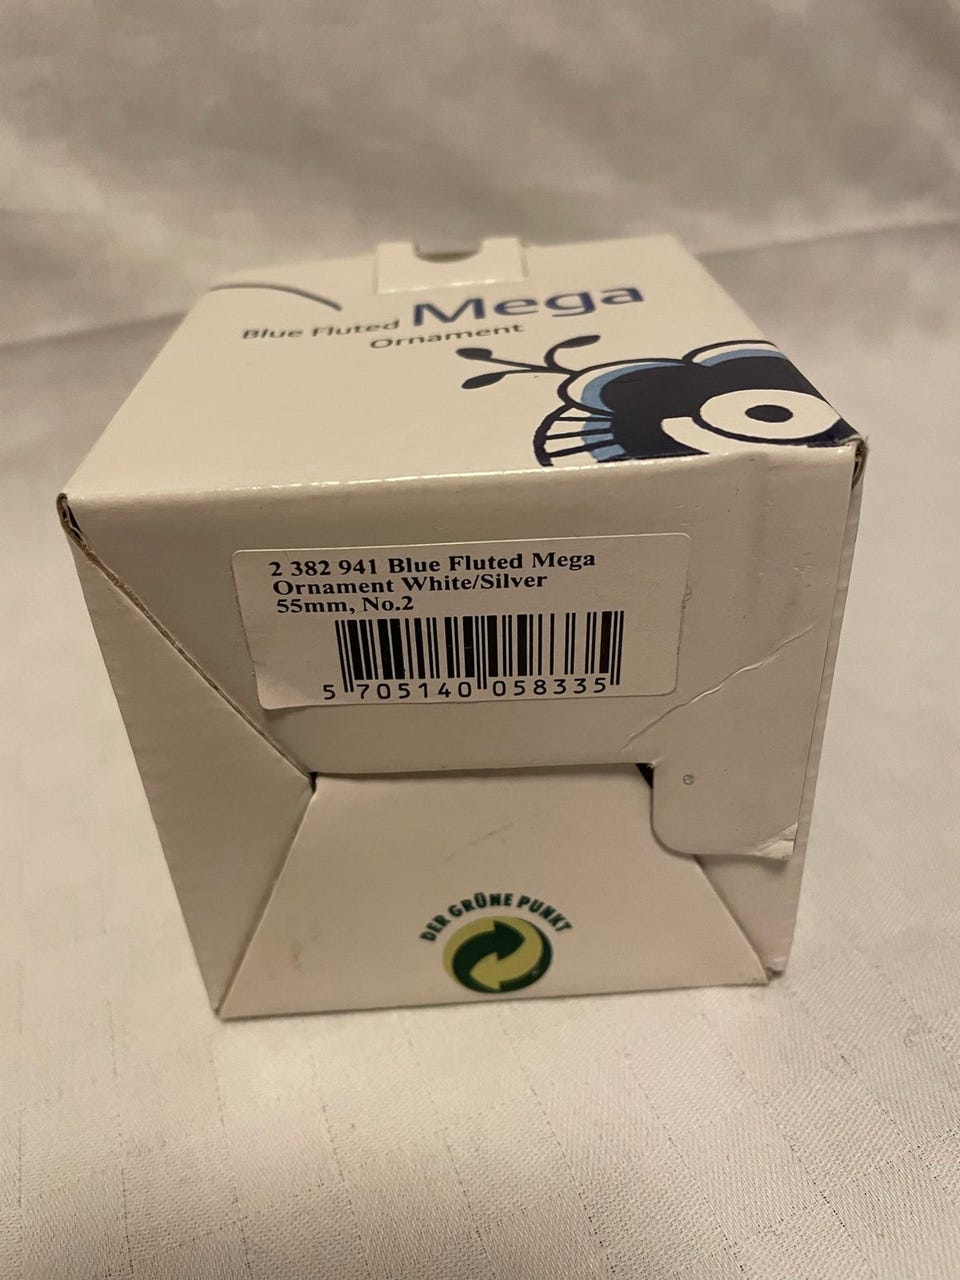 Blue Fluted Mega
Ornament
2 382 941 Blue Fluted Mega
Ornament White/Silver
55mm, No.2
5 705140 058335
DER GRÜNE PUNKT